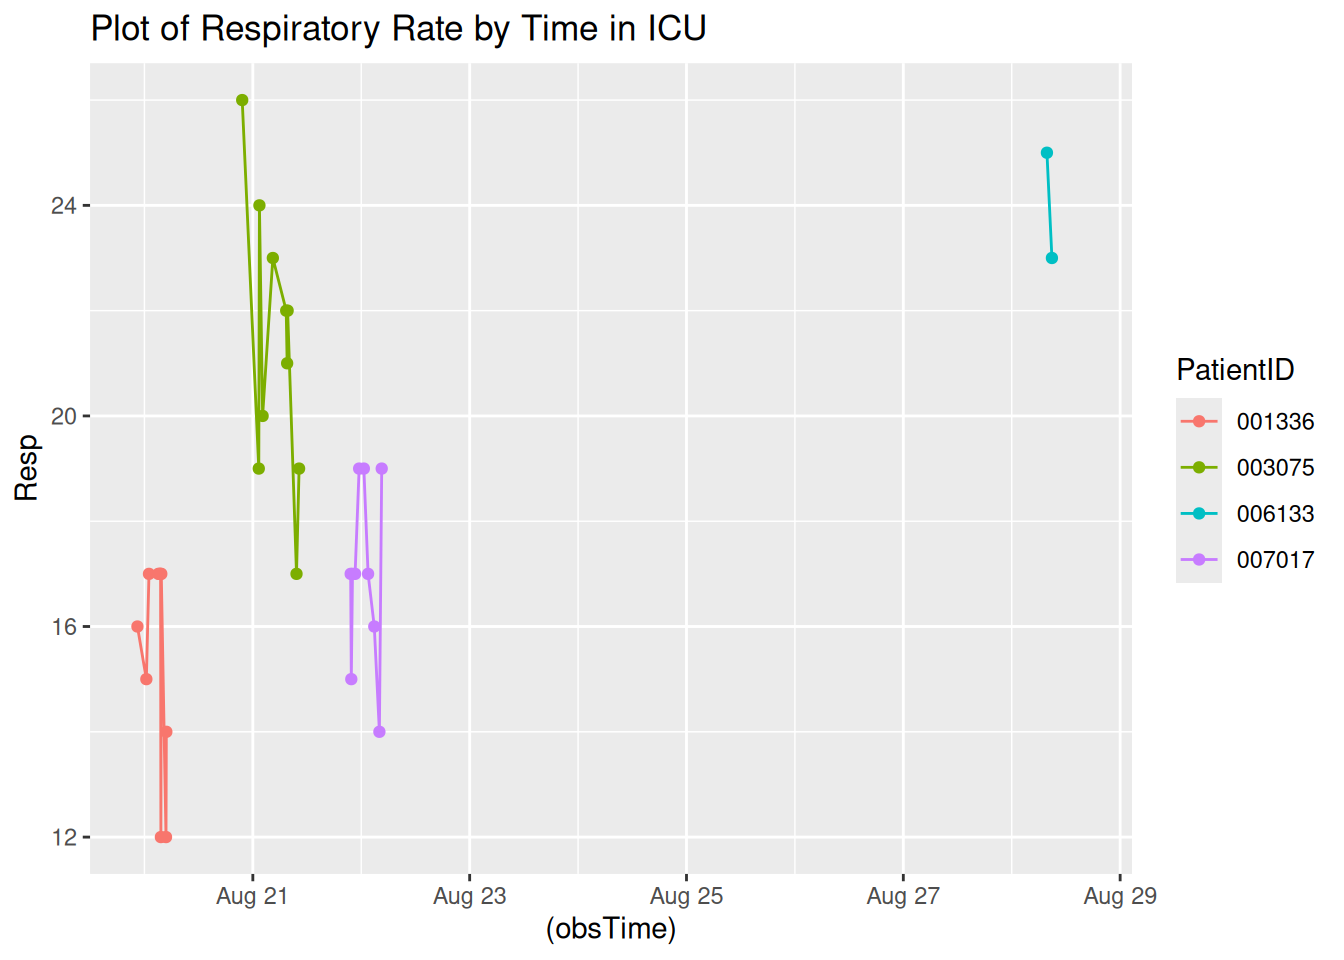 Plot of Respiratory Rate by Time in ICU
24
20
16
12
Resp
Aug 21
Aug 23
Aug 25
Aug 27
Aug 29
(obsTime)
PatientID
001336
003075
006133
007017